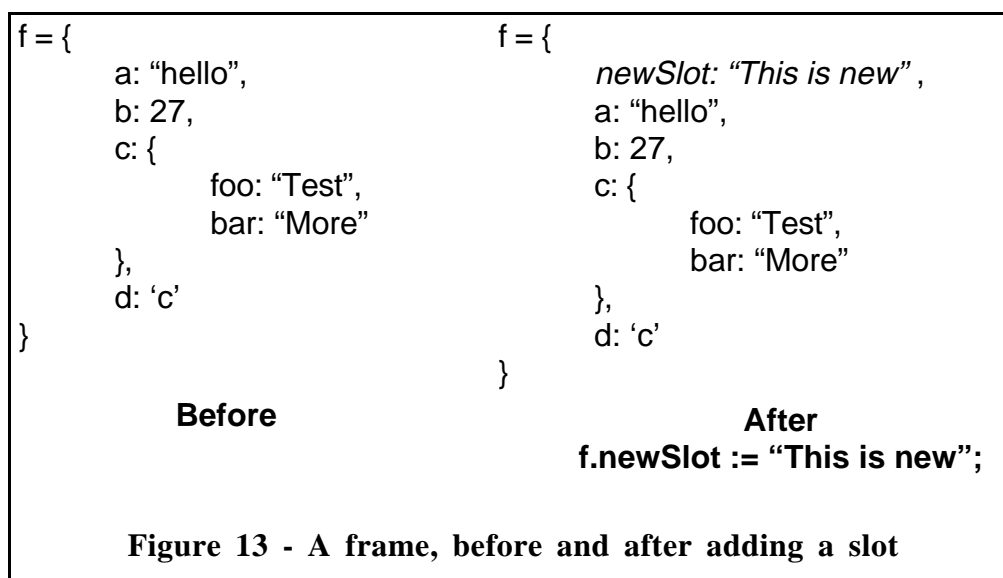 f = {
a: “hello”,
b: 27,
c: {
foo: “Test”,
bar: “More”
},
d: ‘c’
}
Before
f = {
newSlot: “This is new” ,
a: “hello”,
b: 27,
c: {
foo: “Test”,
bar: “More”
},
d: ‘c’
}
After
f.newSlot := “This is new”;
Figure 13 - A frame, before and after adding a slot